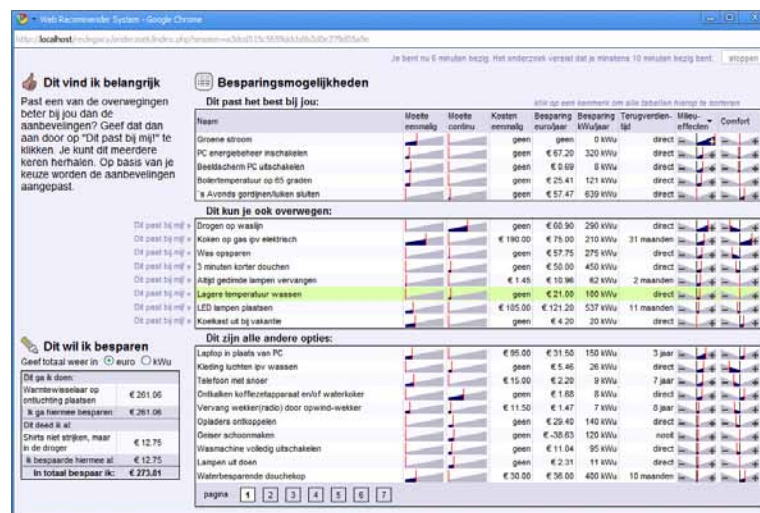 Web Recommender System - Google Chrome
Je bent nu 6 minuten bezig. Het onderzoek vereist dat je minstens 10 minuten bezig bent. stoppen
Dit vind ik belangrijk
Past een van de overwegingen
beter bij jou dan de
aanbevelingen? Geef dat dan
aan door op "Dit past bij mij!" te
klikken. Je kunt dit meerdere
keren herhalen. Op basis van je
keuze worden de aanbevelingen
aangepast.
Besparingsmogelijkheden
Dit past het best bij jou: klik op een kenmerk om alle tabellen hierop te sorteren
Naam Moeite eenmalig Moeite continu Kosten eenmalig Besparing euro/jaar Besparing kWu/jaar Terugverdien-tijd Milieu-effecten Comfort
Groene stroom geen geen 0 kWu direct
PC energiebeheer inschakelen geen € 67.20 320 kWu direct
Beeldscherm PC uitschakelen geen € 0.69 8 kWu direct
Boilertemperatuur op 65 graden geen € 25.41 121 kWu direct
`s Avonds gordijnen/luiken sluiten geen € 57.47 639 kWu direct
Dit kun je ook overwegen:
Dit past bij mij! » Drogen op waslijn geen € 60.90 290 kWu direct
Dit past bij mij! » Koken op gas ipv elektrisch € 190.00 € 75.00 210 kWu 31 maanden
Dit past bij mij! » Was opsparen geen € 57.75 275 kWu direct
Dit past bij mij! » 3 minuten korter douchen geen € 50.00 450 kWu direct
Dit past bij mij! » Altijd gedimde lampen vervangen € 1.45 € 10.96 62 kWu 2 maanden
Dit past bij mij! » Lagere temperatuur wassen geen € 21.00 100 kWu direct
Dit past bij mij! » LED lampen plaatsen € 105.00 € 121.20 537 kWu 11 maanden
Dit past bij mij! » Koelkast uit bij vakantie geen € 4.20 20 kWu direct
Dit zijn alle andere opties:
Laptop in plaats van PC € 95.00 € 31.50 150 kWu 3 jaar
Kleding luchten ipv wassen geen € 5.46 26 kWu direct
Telefoon met snoer € 15.00 € 2.20 9 kWu 7 jaar
Ontkalken koffiezetapparaat en/of waterkoker geen € 1.68 8 kWu direct
Vervang wekker(radio) door opwind-wekker € 11.50 € 1.47 7 kWu 8 jaar
Opladers ontkoppelen geen € 29.40 140 kWu direct
Geiser schoonmaken geen € -38.63 120 kWu nooit
Wasmachine volledig uitschakelen geen € 11.04 95 kWu direct
Lampen uit doen geen € 2.31 11 kWu direct
Waterbesparende douchekop € 30.00 € 36.00 400 kWu 10 maanden
pagina 1 2 3 4 5 6 7
Dit wil ik besparen
Geef totaal weer in euro kWu
Dit ga ik doen:
Warmtewisselaar op
ontluchting plaatsen € 261.06
Ik ga hiermee besparen: € 261.06
Dit deed ik al:
Shirts niet strijken, maar
in de droger € 12.75
Ik bespaarde hiermee al: € 12.75
In totaal bespaar ik: € 273.81